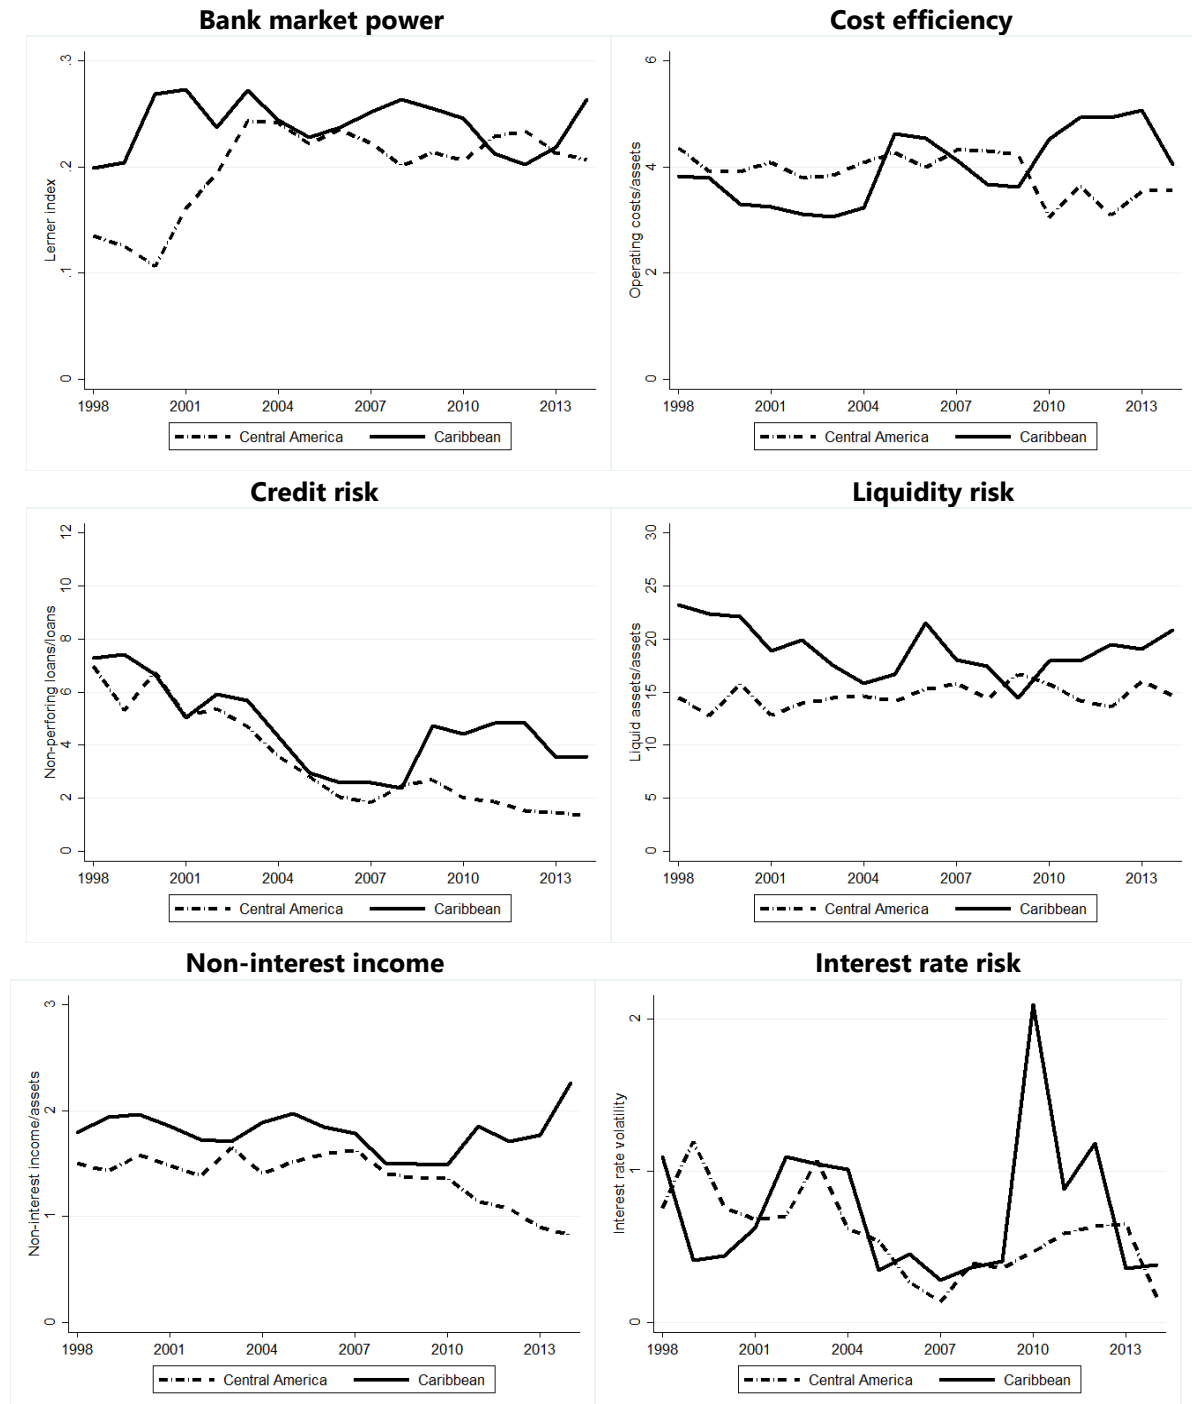 Bank market power
Lerner index
.3
.2
.1
0
1998 2001 2004 2007 2010 2013
Central America Caribbean
Cost efficiency
Operating costs/assets
6
4
2
0
1998 2001 2004 2007 2010 2013
Central America Caribbean
Credit risk
Non-perforing loans/loans
12
10
8
6
4
2
0
1998 2001 2004 2007 2010 2013
Central America Caribbean
Liquidity risk
Liquid assets/assets
30
25
20
15
10
5
0
1998 2001 2004 2007 2010 2013
Central America Caribbean
Non-interest income
Non-interest income/assets
3
2
1
0
1998 2001 2004 2007 2010 2013
Central America Caribbean
Interest rate risk
Interest rate volatility
2
1
0
1998 2001 2004 2007 2010 2013
Central America Caribbean